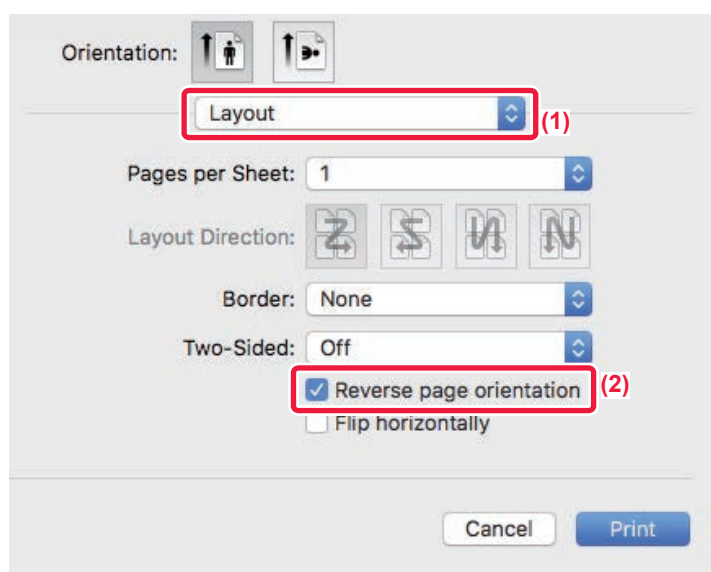 Orientation:
Layout
(1)
Pages per Sheet: 1
Layout Direction:
Border: None
Two-Sided: Off
Reverse page orientation
(2)
Flip horizontally
Cancel Print